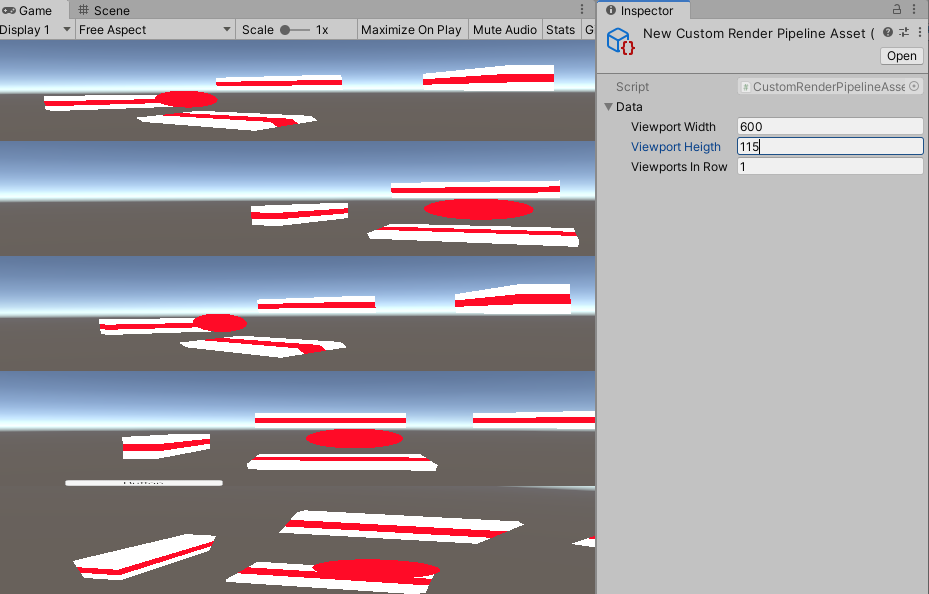 Game
Scene
Display 1
Free Aspect
Scale
1x
Maximize On Play
Mute Audio
Stats
G
Inspector
New Custom Render Pipeline Asset (
Open
Script
#CustomRenderPipelineAsse
Data
Viewport Width
600
Viewport Heigth
115
Viewports In Row
1